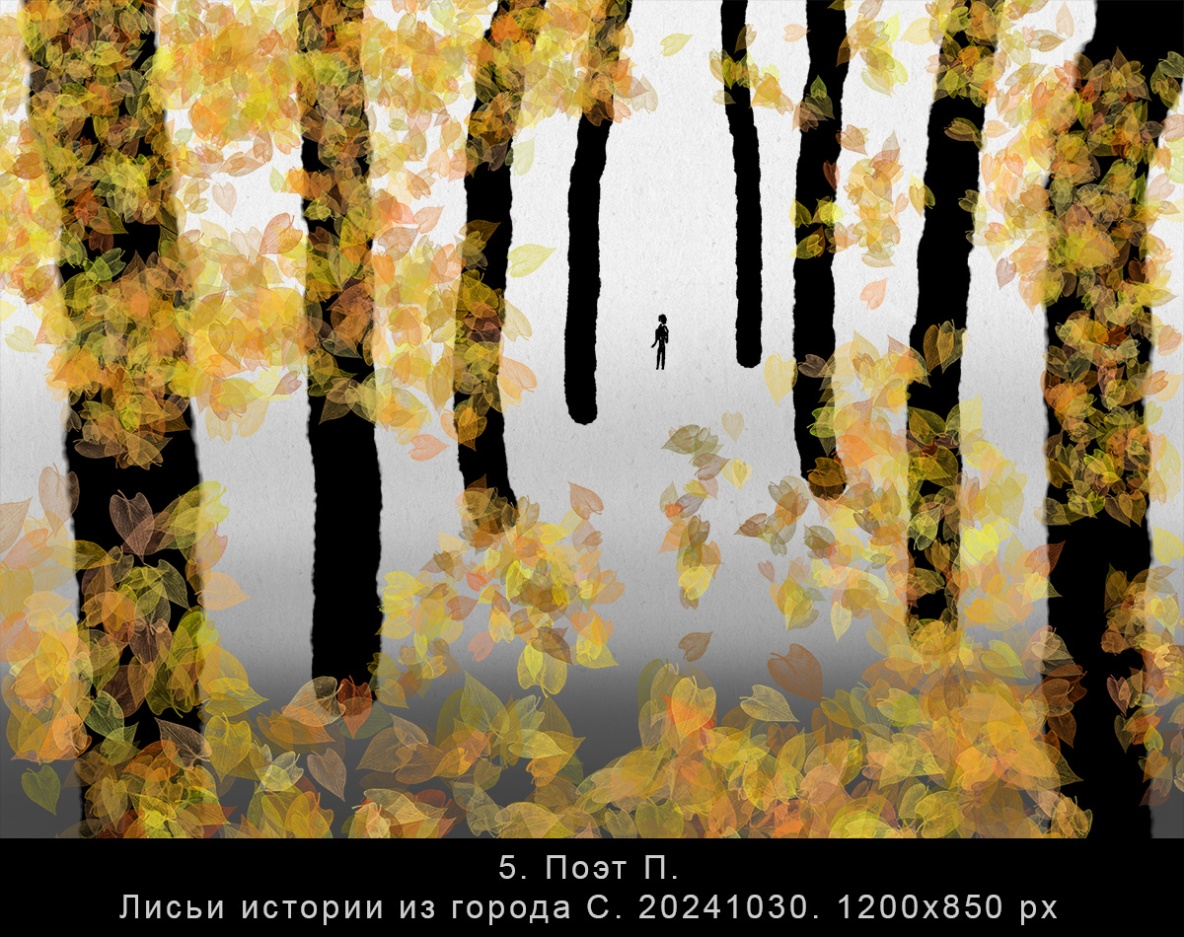 5. Поэт П.
Лисьи истории из города С. 20241030. 1200x850 px